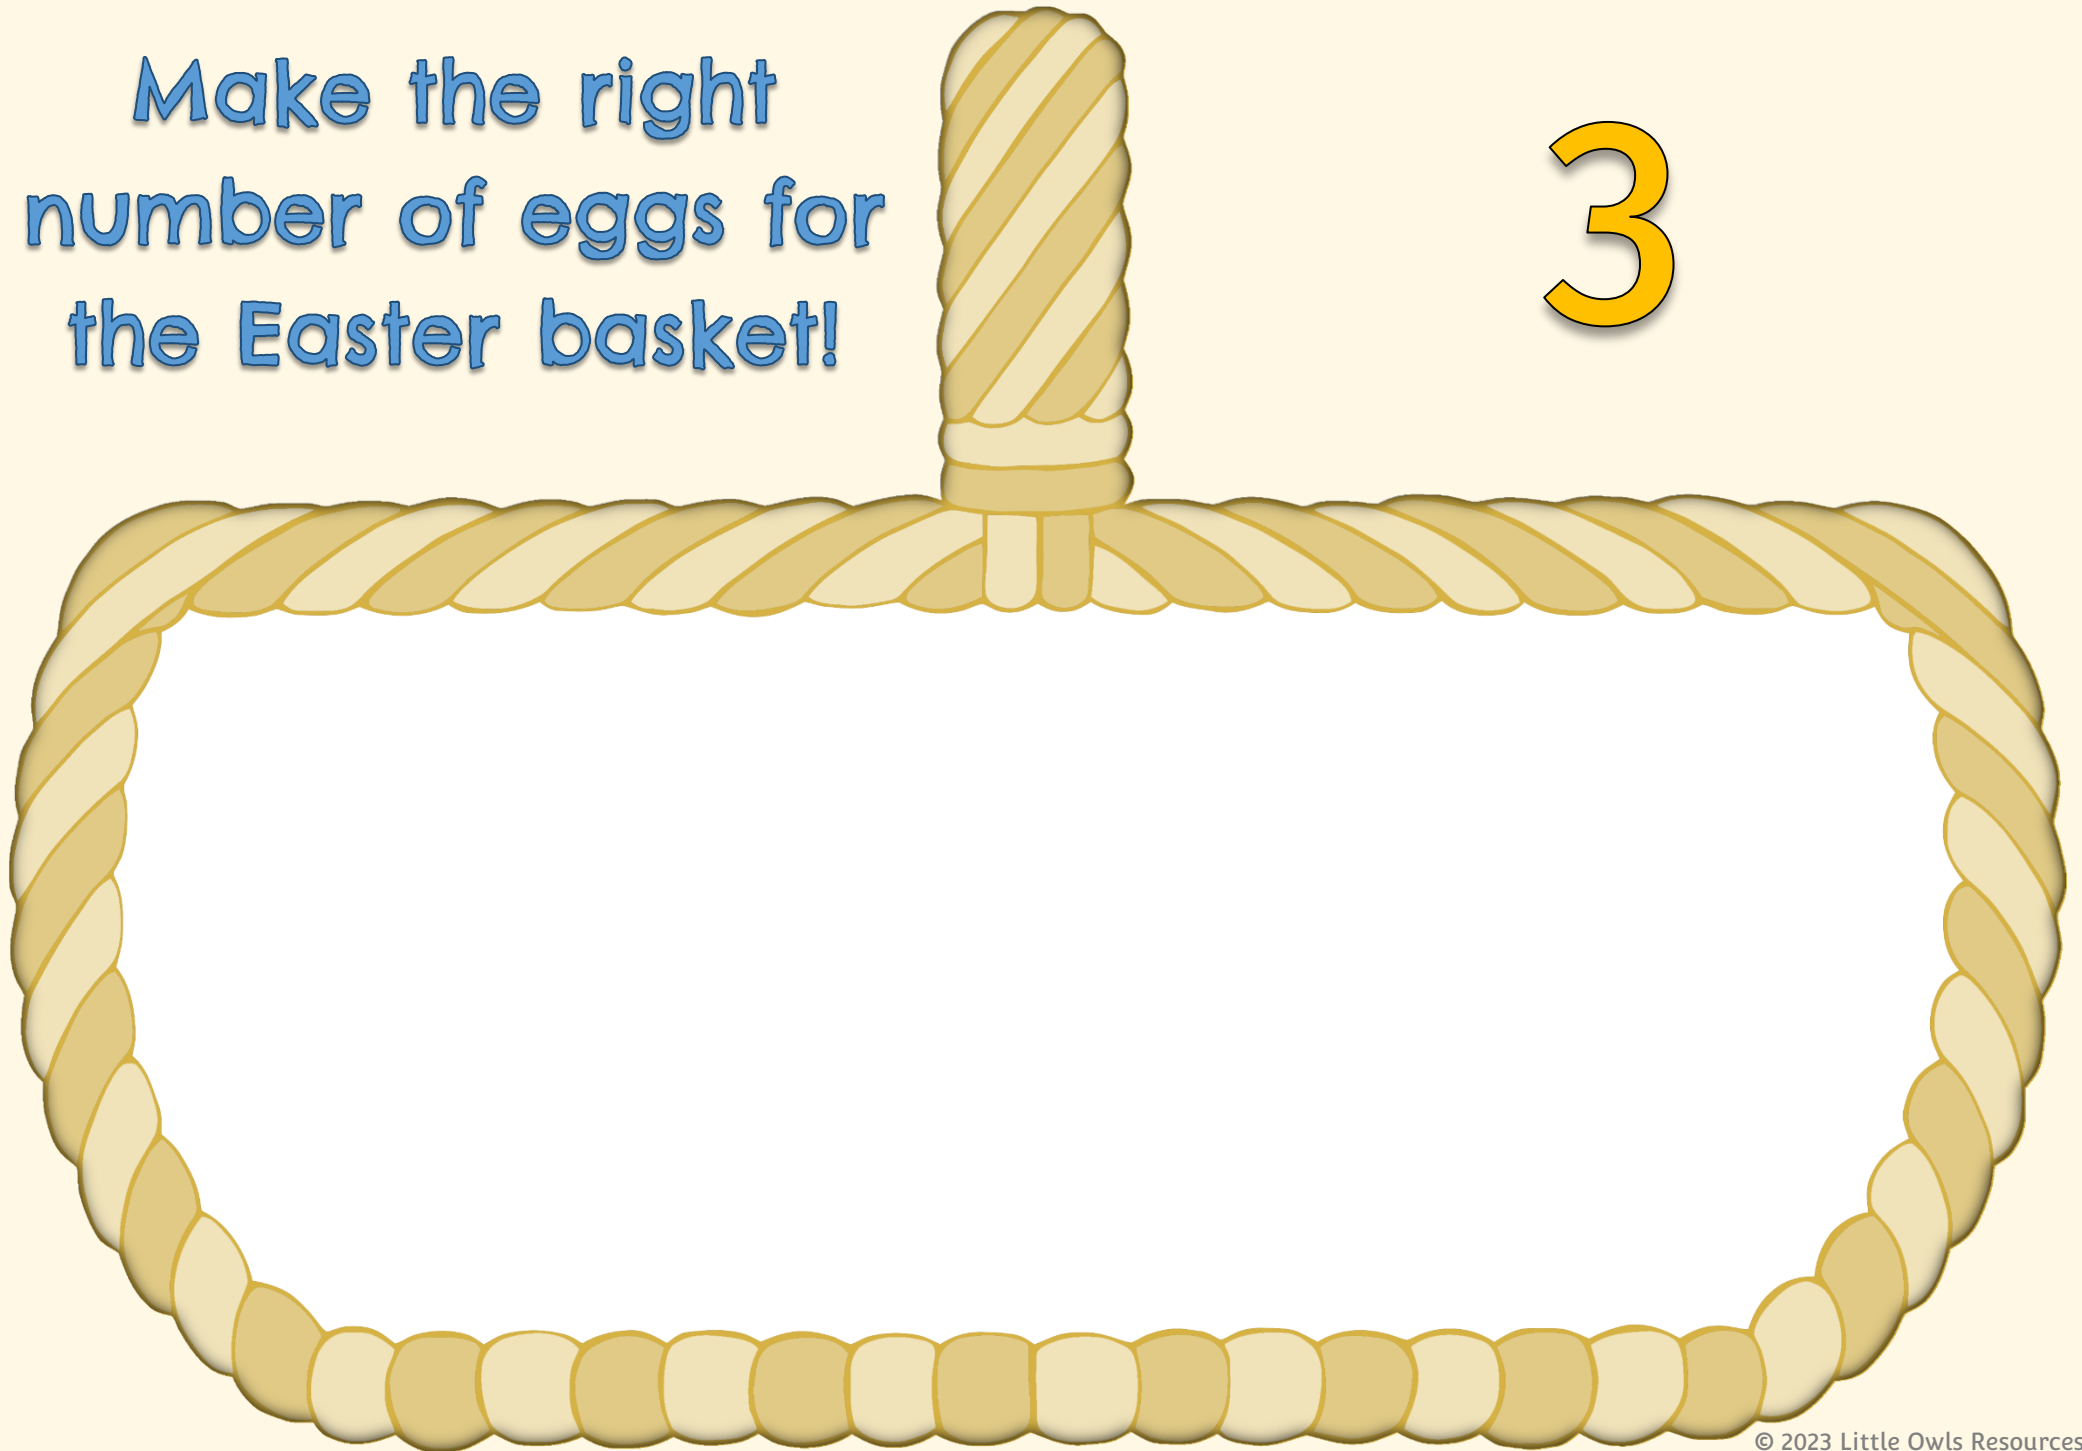 Make the right
number of eggs for
the Easter basket!
3
© 2023 Little Owls Resources